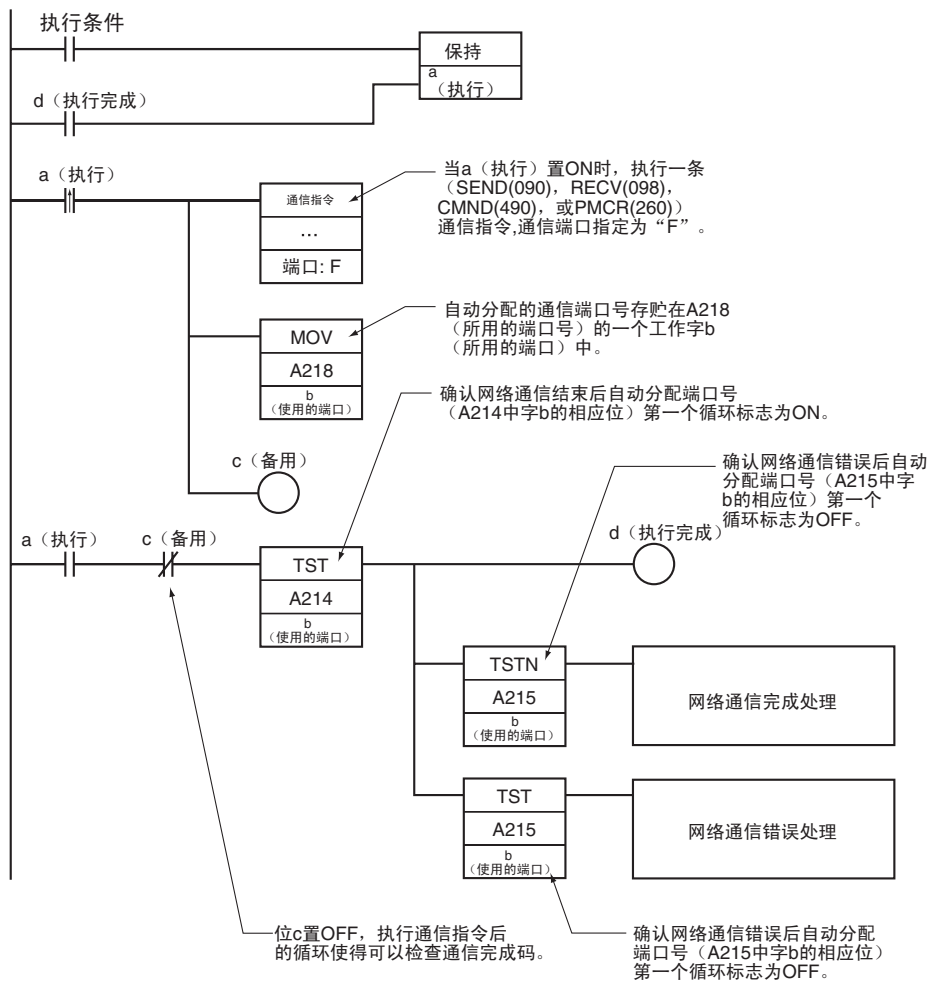 执行条件
保持
a
（执行）
d（执行完成）
a（执行）
通信指令
…
端口: F
当a（执行）置ON时，执行一条
（SEND(090)，RECV(098)，
CMND(490)，或PMCR(260)）
通信指令,通信端口指定为“F”。
MOV
A218
b
（使用的端口）
自动分配的通信端口号存贮在A218
（所用的端口号）的一个工作字b
（所用的端口）中。
确认网络通信结束后自动分配端口号
（A214中字b的相应位）第一个循环标志为ON。
c（备用）
确认网络通信错误后自动
分配端口号（A215中字
b的相应位）第一个
循环标志为OFF。
a（执行）
c（备用）
TST
A214
b
（使用的端口）
d（执行完成）
TSTN
A215
b
（使用的端口）
网络通信完成处理
TST
A215
b
（使用的端口）
网络通信错误处理
位c置OFF，执行通信指令后
的循环使得可以检查通信完成码。
确认网络通信错误后自动分配
端口号（A215中字b的相应位）
第一个循环标志为OFF。